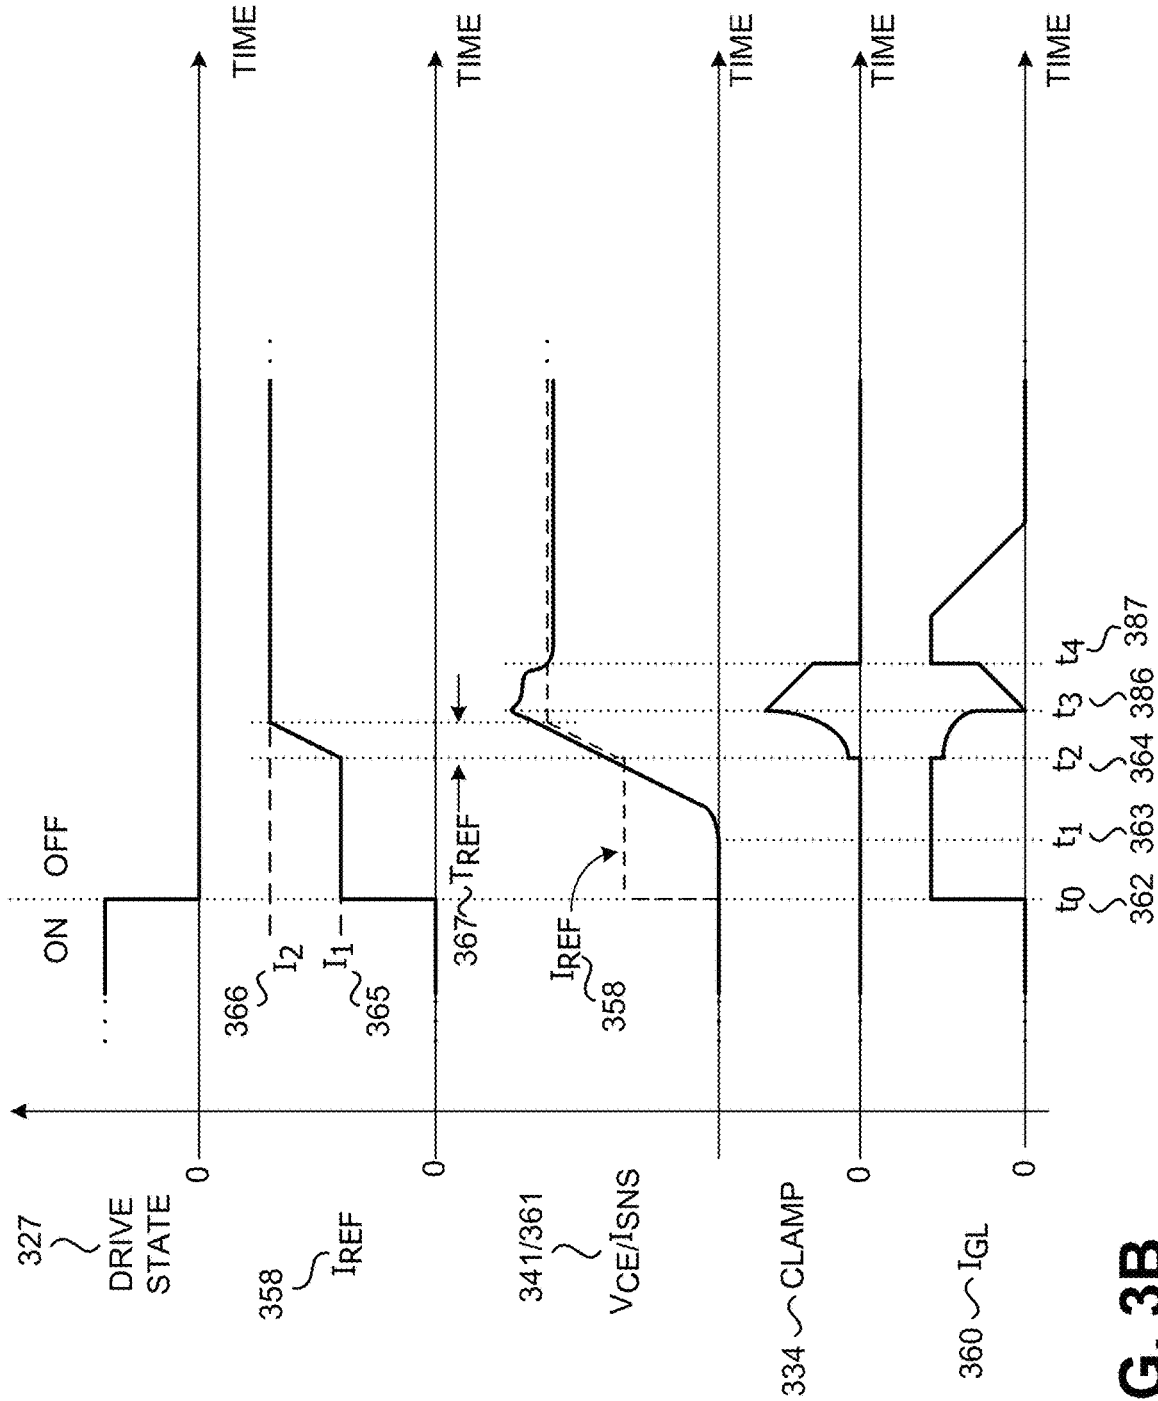 327
DRIVE
STATE
0
ON OFF
TIME
358
IREF
0
366
I2
I1
365
TIME
367 TREF
341/361
VCE/ISNS
IREF
358
TIME
334 CLAMP
0
TIME
360 IGL
0
TIME
t0 t1 t2 t3 t4
362 363 364 386 387
G. 3B